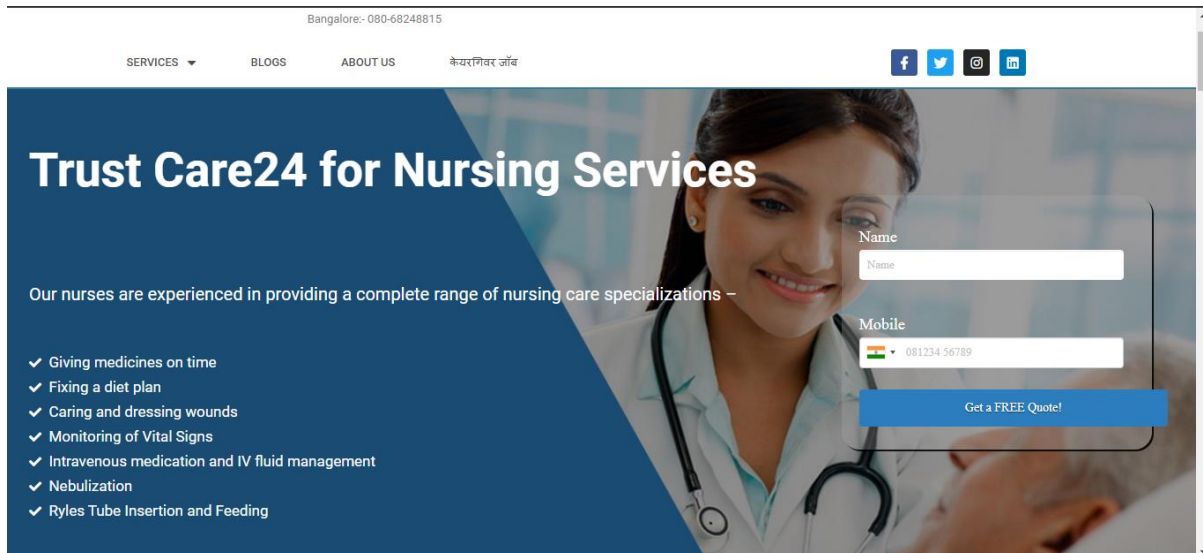 Bangalore:- 080-68248815
SERVICES BLOGS ABOUT US केयरगिवर जॉब
Trust Care24 for Nursing Services
Our nurses are experienced in providing a complete range of nursing care specializations –
Giving medicines on time
Fixing a diet plan
Caring and dressing wounds
Monitoring of Vital Signs
Intravenous medication and IV fluid management
Nebulization
Ryles Tube Insertion and Feeding
Name
Name
Mobile
081234 56789
Get a FREE Quote!